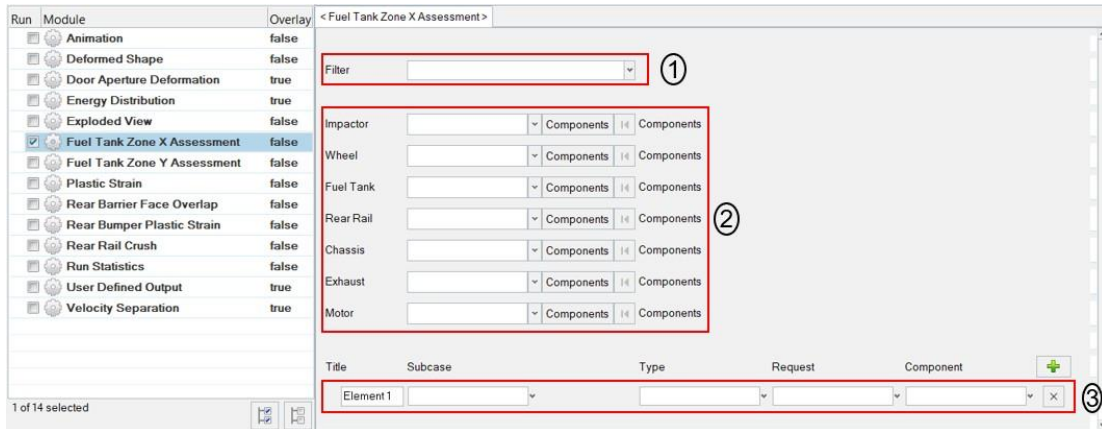 Run Module Overlay
Animation false
Deformed Shape false
Door Aperture Deformation true
Energy Distribution true
Exploded View false
Fuel Tank Zone X Assessment false
Fuel Tank Zone Y Assessment false
Plastic Strain false
Rear Barrier Face Overlap false
Rear Bumper Plastic Strain false
Rear Rail Crush false
Run Statistics false
User Defined Output true
Velocity Separation true
1 of 14 selected
<Fuel Tank Zone X Assessment>
Filter ①
Impactor Components Components
Wheel Components Components
Fuel Tank Components Components
Rear Rail Components Components
②
Chassis Components Components
Exhaust Components Components
Motor Components Components
Title Subcase Type Request Component
Element 1 ③